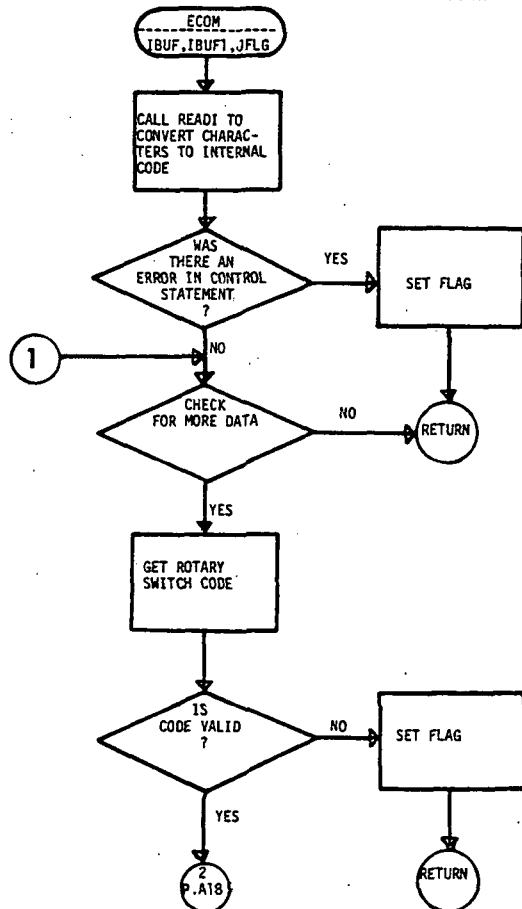 ECOM
IBUF,IBUF1,JFLG
CALL READI TO
CONVERT CHARAC-
TERS TO INTERNAL
CODE
WAS
THERE AN
ERROR IN CONTROL
STATEMENT
?
YES
SET FLAG
NO
1
CHECK
FOR MORE DATA
NO
RETURN
YES
GET ROTARY
SWITCH CODE
IS
CODE VALID
?
NO
SET FLAG
YES
2
P.A18
RETURN